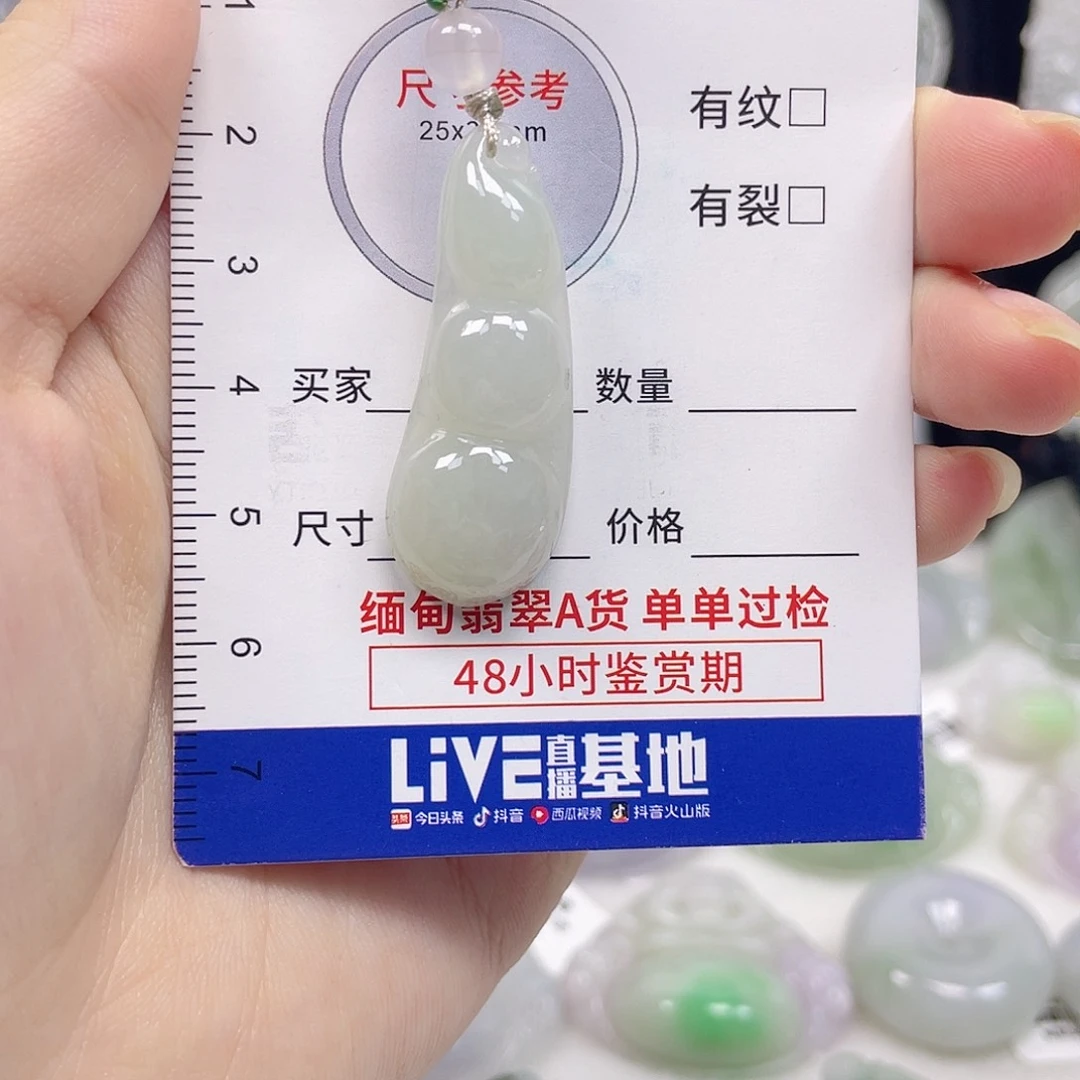 1
2
3
4
5
6
7
尺 参考
25x mm
有纹□
有裂□
买家 数量
尺寸 价格
缅甸翡翠A货 单单过检
48小时鉴赏期
LiVE直播基地
今日头条 抖音 西瓜视频 抖音火山版